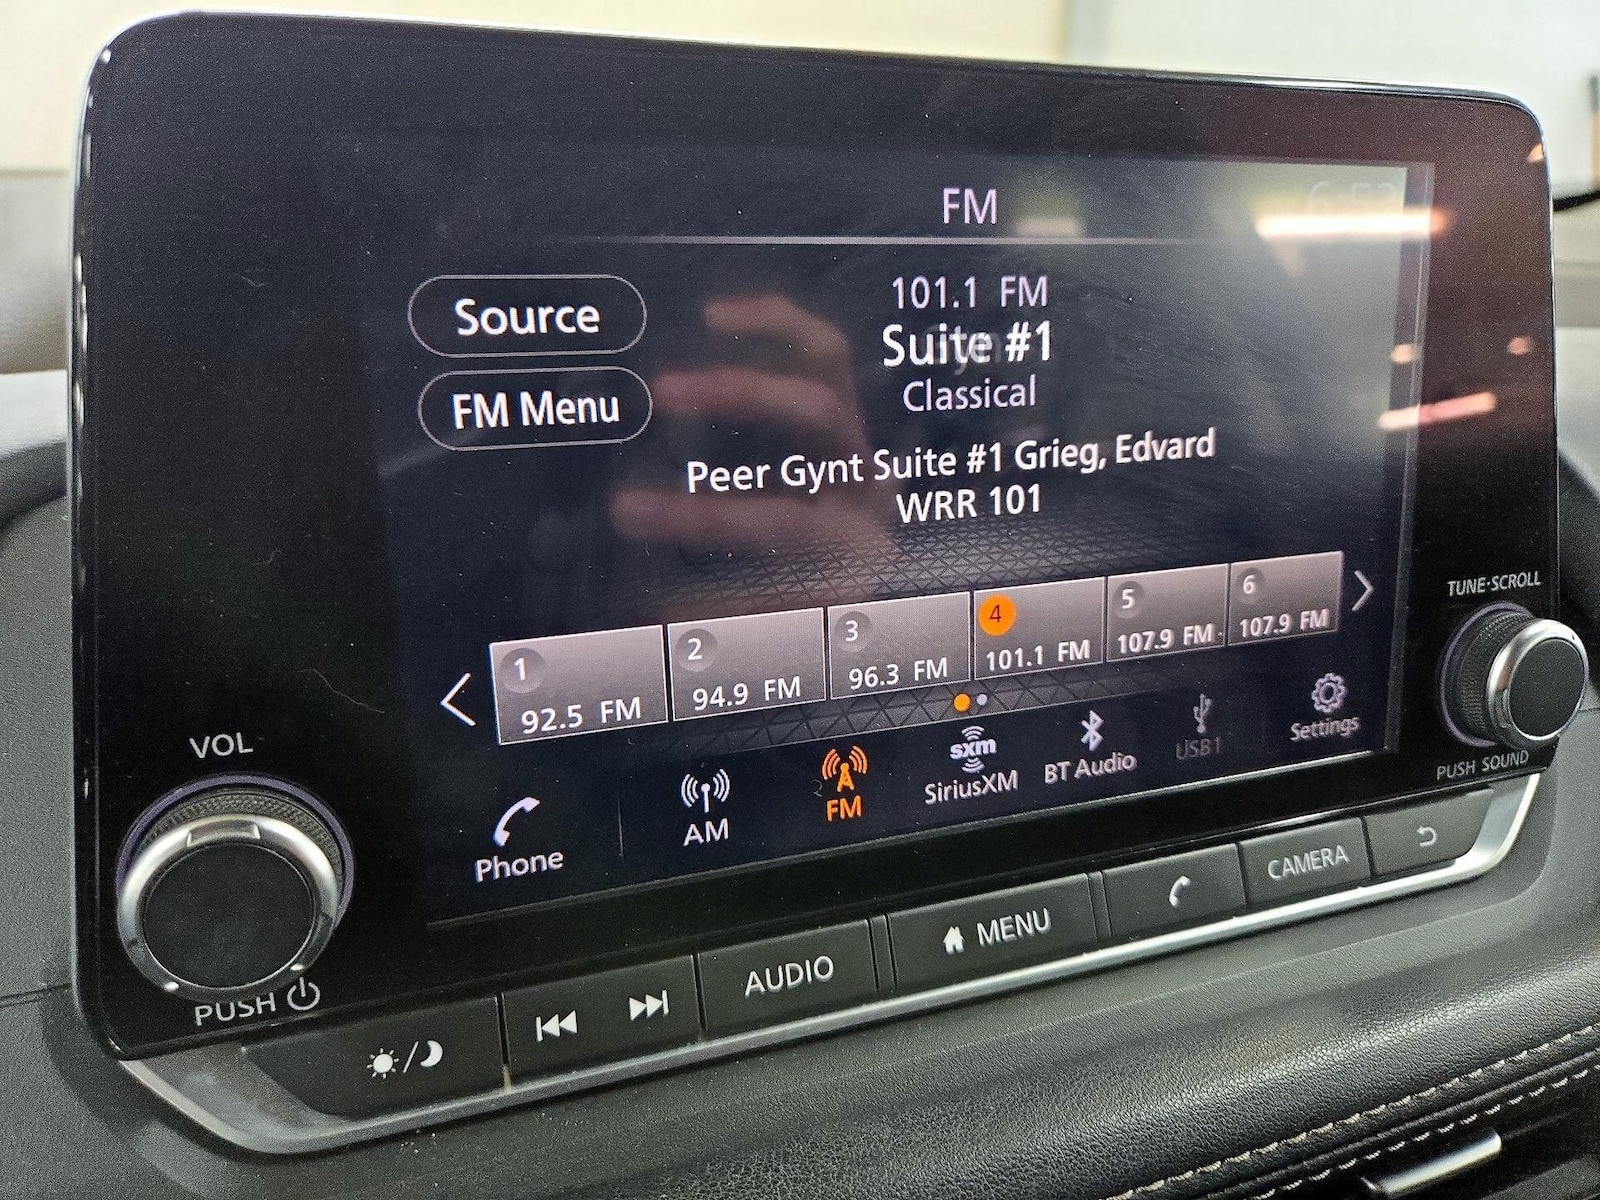 FM
Source
101.1 FM
Suite #1
FM Menu
Classical
Peer Gynt Suite #1 Grieg, Edvard
WRR 101
1 2 3 4 5 6
92.5 FM 94.9 FM 96.3 FM 101.1 FM 107.9 FM 107.9 FM
Phone AM FM sxm SiriusXM BT Audio USB1 Settings
VOL
PUSH
TUNE·SCROLL
PUSH SOUND
AUDIO MENU CAMERA